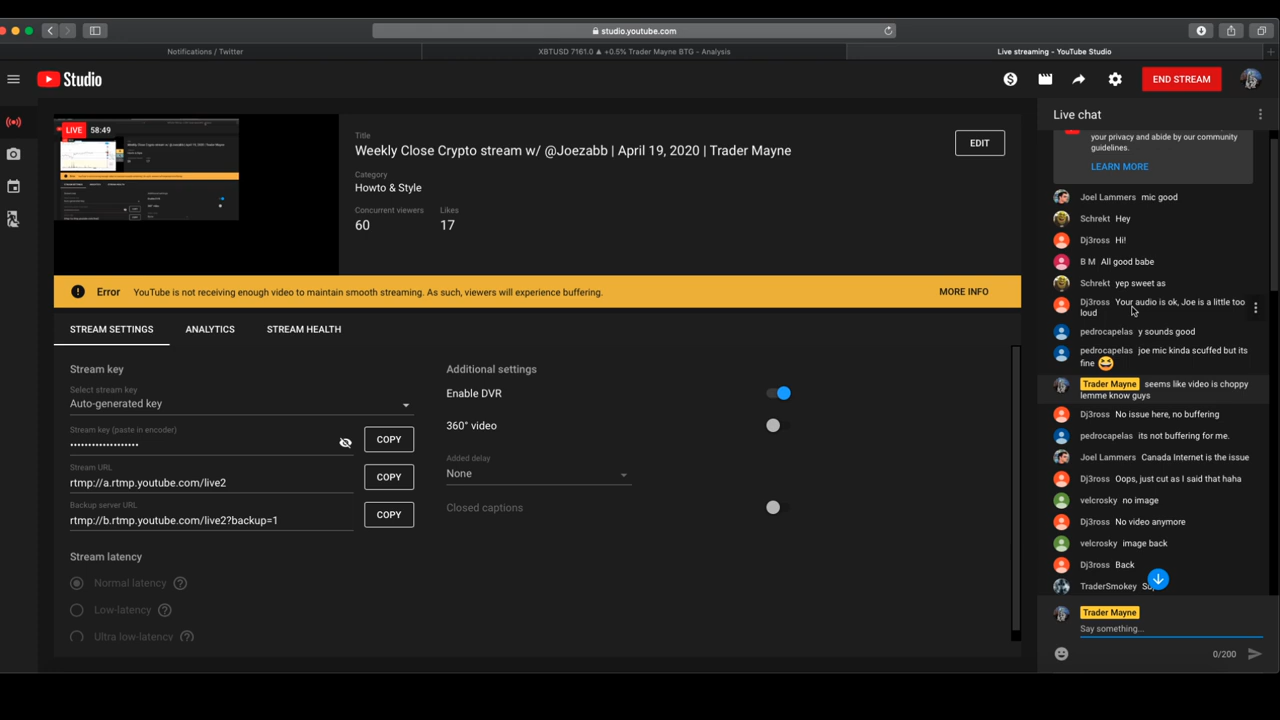 studio.youtube.com
Notifications / Twitter
XBTUSD 7161.0 ▲ +0.5% Trader Mayne BTG - Analysis
Live streaming - YouTube Studio
Studio
END STREAM
LIVE 58:49
Title
Weekly Close Crypto stream w/ @Joezabb | April 19, 2020 | Trader Mayne
EDIT
Category
Howto & Style
Concurrent viewers
Likes
60
17
Error YouTube is not receiving enough video to maintain smooth streaming. As such, viewers will experience buffering.
MORE INFO
STREAM SETTINGS
ANALYTICS
STREAM HEALTH
Stream key
Select stream key
Auto-generated key
Stream key (paste in encoder)
•••••••••••••••••••
COPY
Stream URL
rtmp://a.rtmp.youtube.com/live2
COPY
Backup server URL
rtmp://b.rtmp.youtube.com/live2?backup=1
COPY
Stream latency
Normal latency
Low-latency
Ultra low-latency
Additional settings
Enable DVR
360° video
Added delay
None
Closed captions
Live chat
your privacy and abide by our community
guidelines.
LEARN MORE
Joel Lammers mic good
Schrekt Hey
Dj3ross Hi!
B M All good babe
Schrekt yep sweet as
Dj3ross Your audio is ok, Joe is a little too
loud
pedrocapelas y sounds good
pedrocapelas joe mic kinda scuffed but its
fine 😆
Trader Mayne seems like video is choppy
lemme know guys
Dj3ross No issue here, no buffering
pedrocapelas its not buffering for me.
Joel Lammers Canada Internet is the issue
Dj3ross Oops, just cut as I said that haha
velcrosky no image
Dj3ross No video anymore
velcrosky image back
Dj3ross Back
TraderSmokey
Trader Mayne
Say something...
0/200